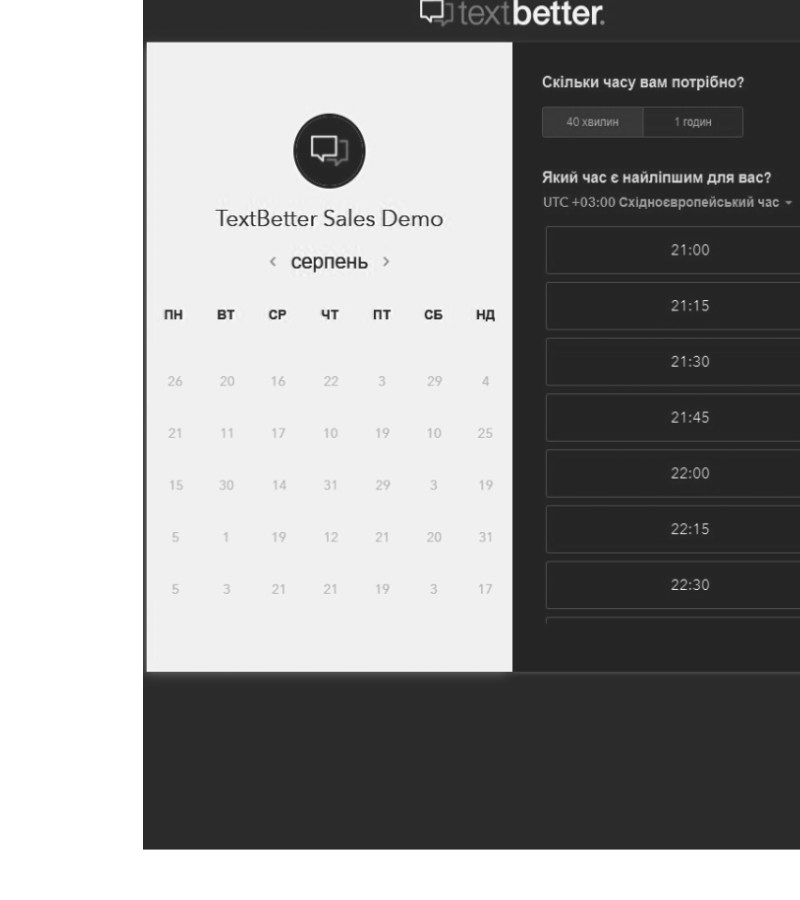 textbetter.
TextBetter Sales Demo
< серпень >
ПН ВТ СР ЧТ ПТ СБ НД
26 20 16 22 3 29 4
21 11 17 10 19 10 25
15 30 14 31 29 3 19
5 1 19 12 21 20 31
5 3 21 21 19 3 17
Скільки часу вам потрібно?
40 хвилин 1 годин
Який час є найліпшим для вас?
UTC +03:00 Східноєвропейський час
21:00
21:15
21:30
21:45
22:00
22:15
22:30